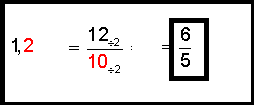 1,2 = 12÷2 / 10÷2 = 6/5